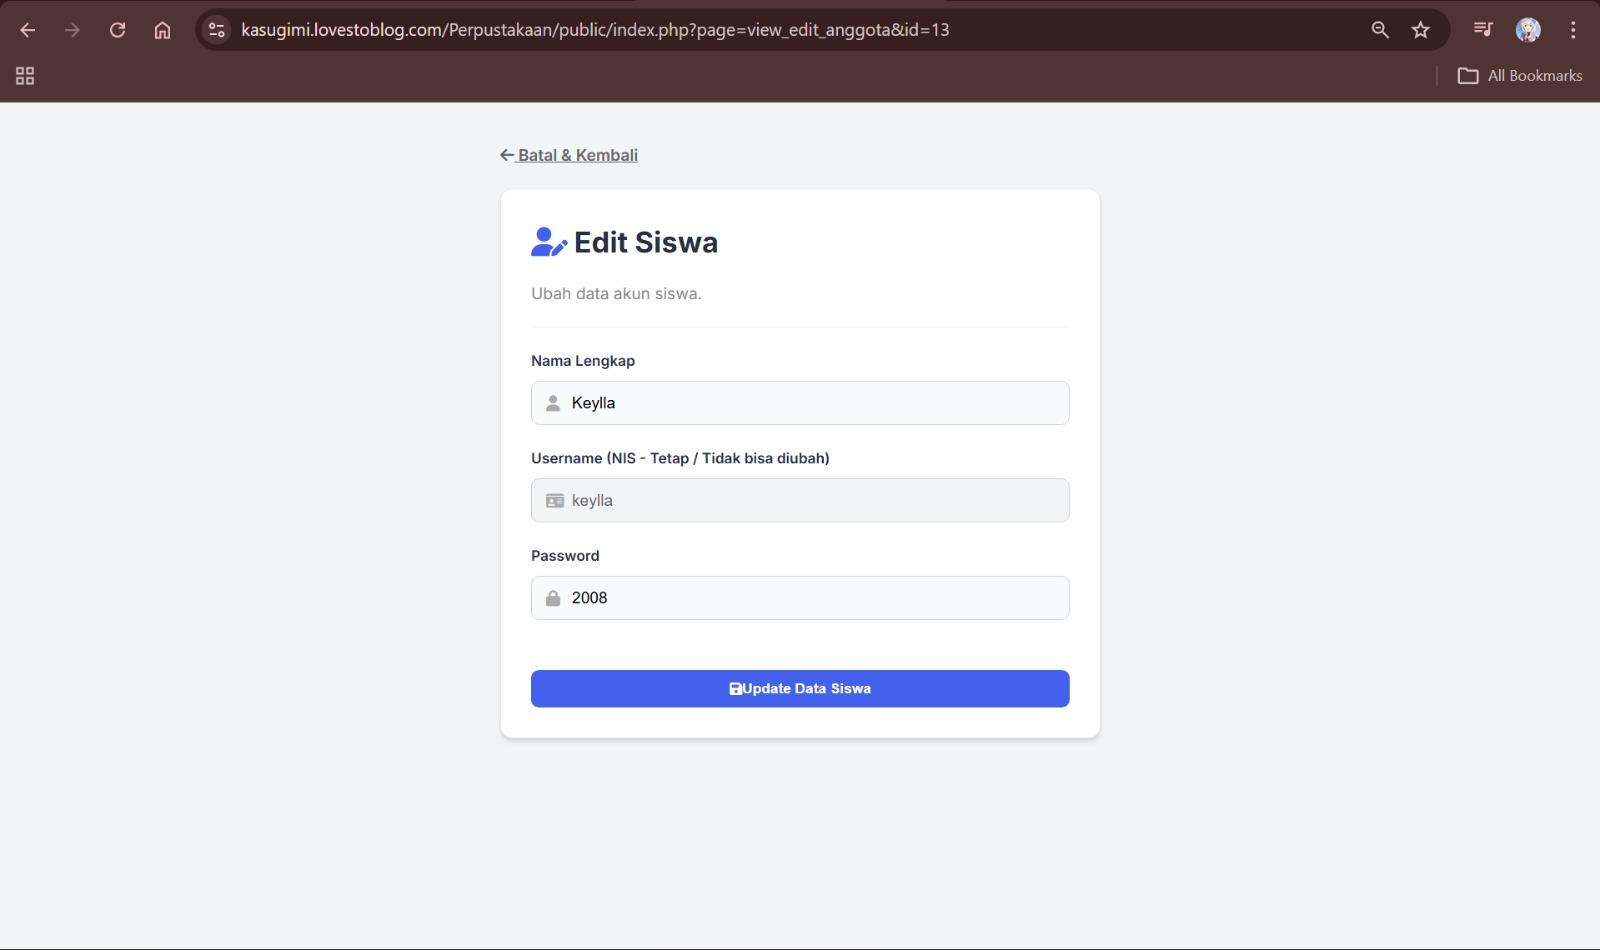 kasugimi.lovestoblog.com/Perpustakaan/public/index.php?page=view_edit_anggota&id=13
All Bookmarks
Batal & Kembali
Edit Siswa
Ubah data akun siswa.
Nama Lengkap
Keylla
Username (NIS - Tetap / Tidak bisa diubah)
keylla
Password
2008
Update Data Siswa